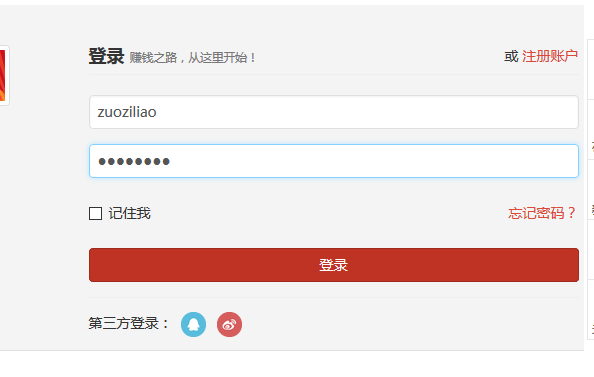 登录 赚钱之路，从这里开始！ 或 注册账户
zuoziliao
••••••••
记住我 忘记密码？
登录
第三方登录：